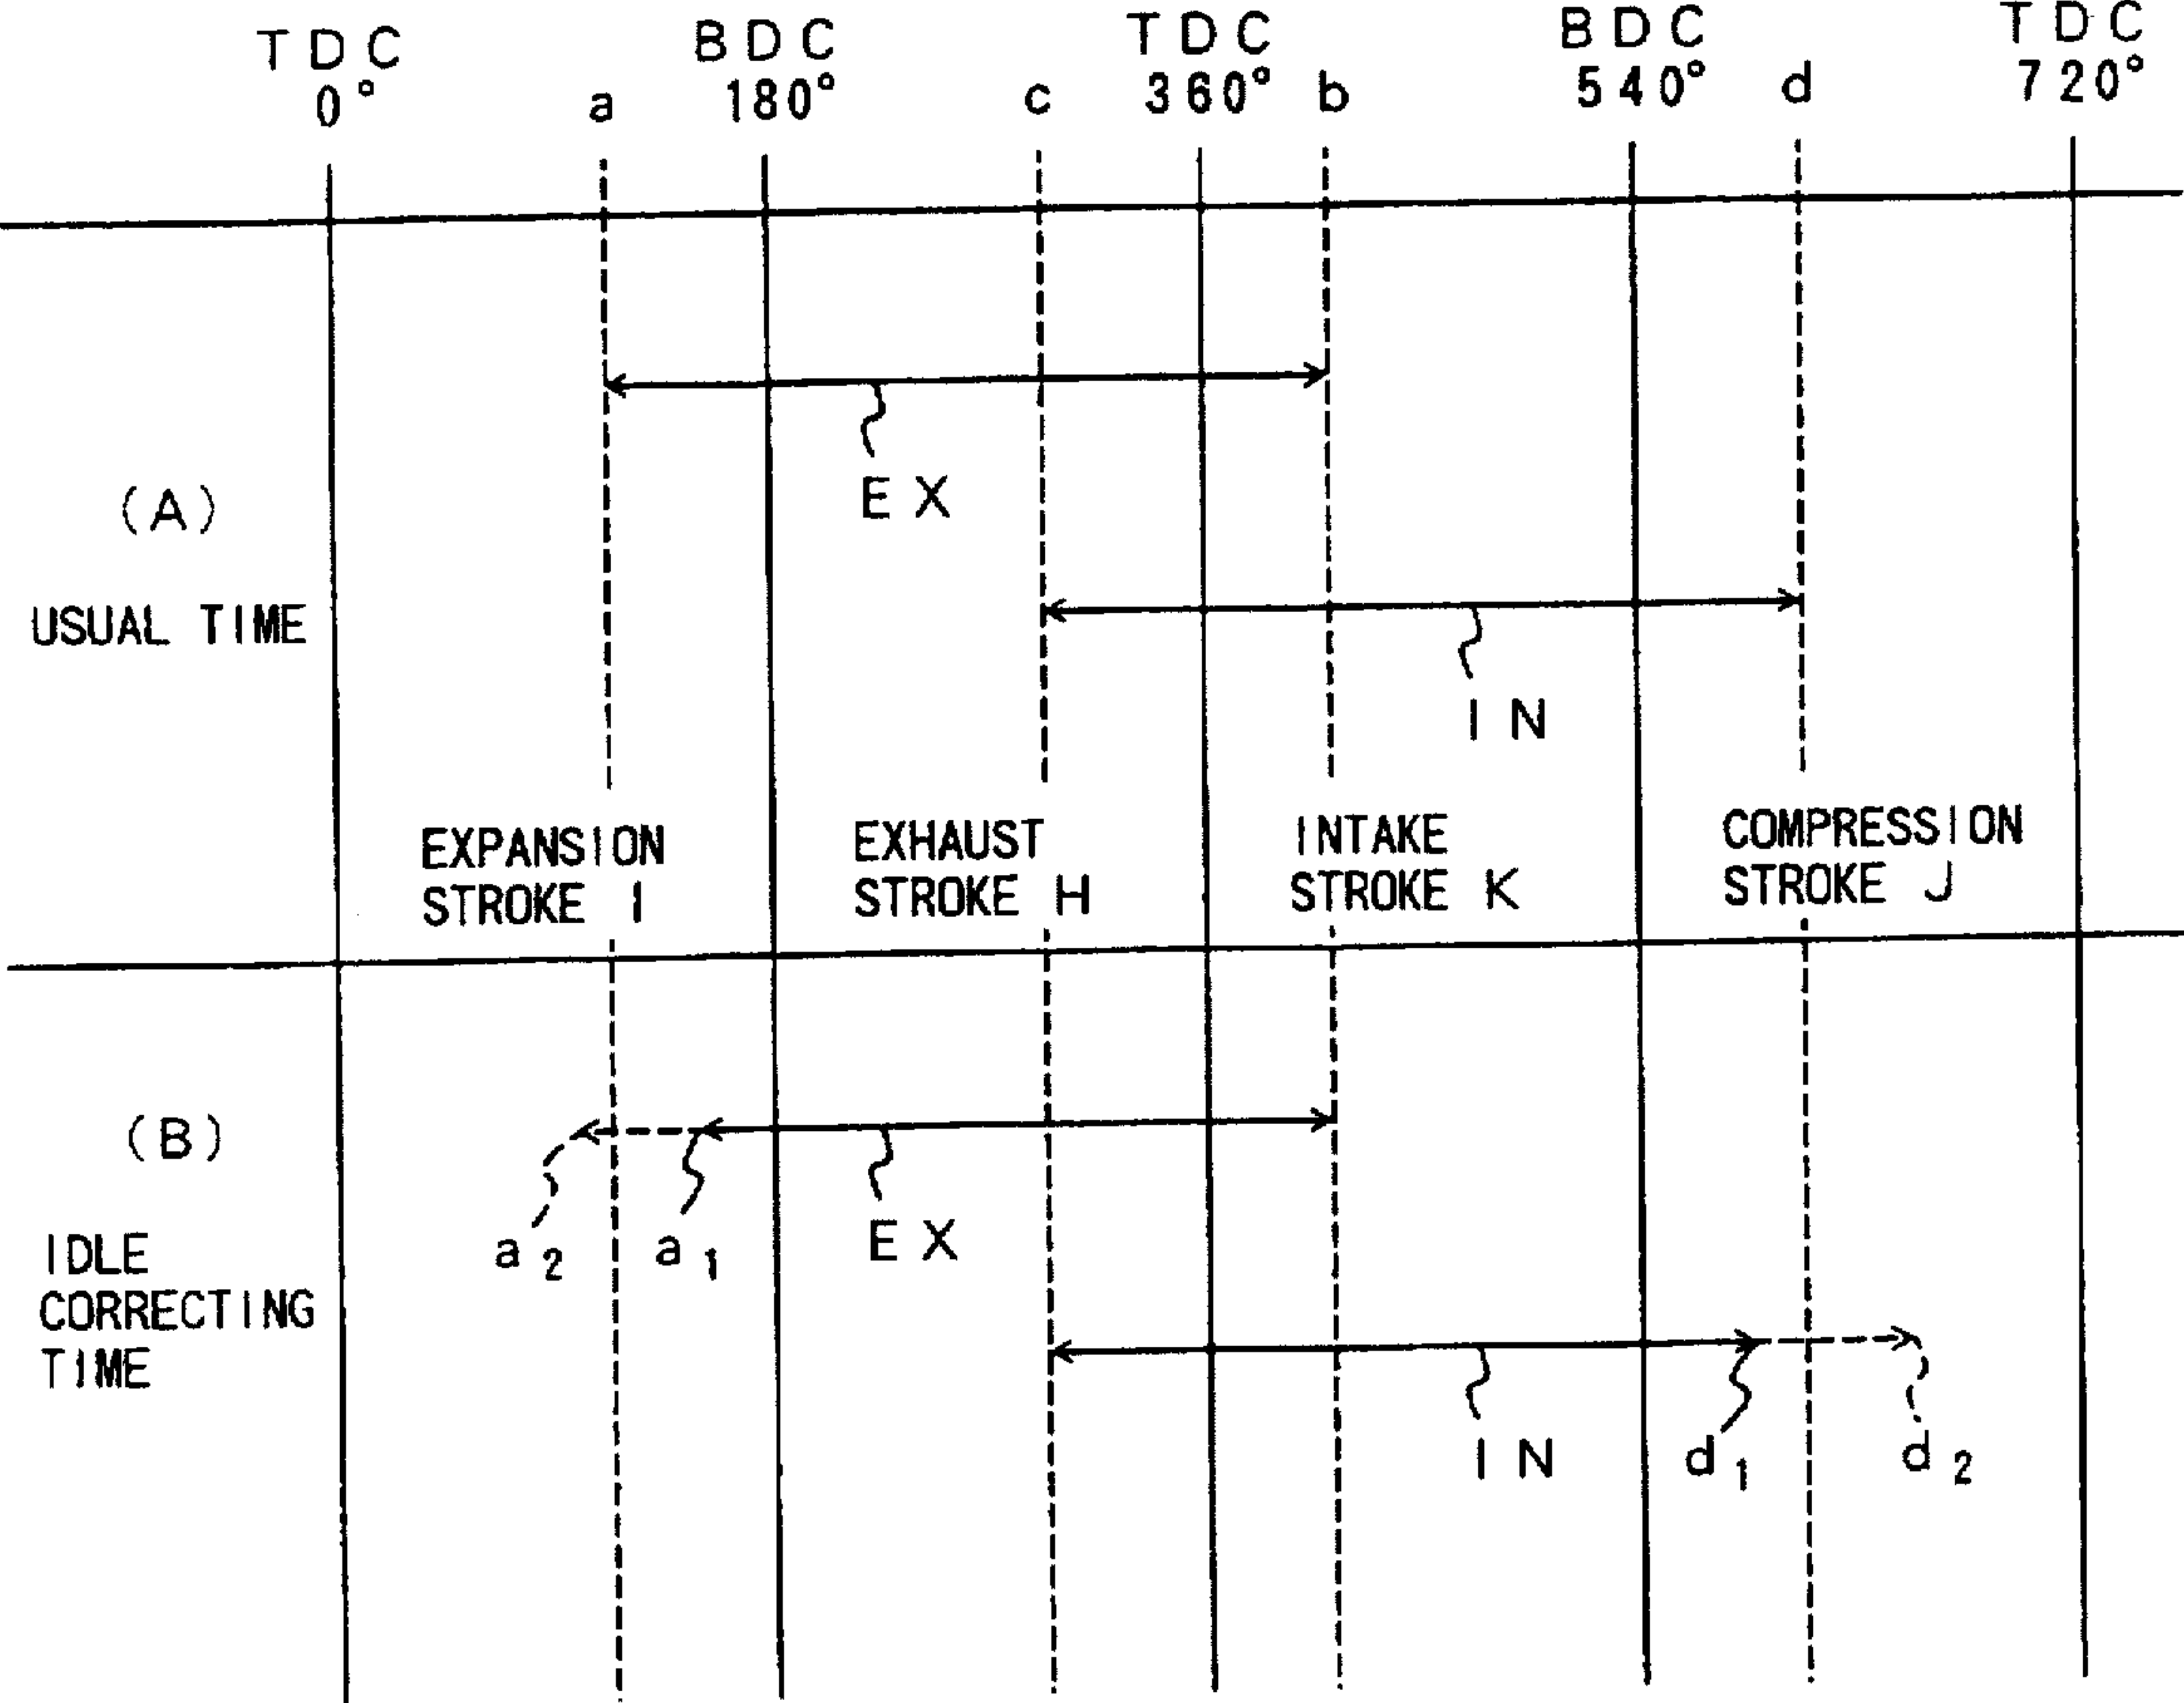 TDC BDC TDC BDC TDC
0° a 180° c 360° b 540° d 720°
EX
(A)
USUAL TIME
IN
EXPANSION STROKE I
EXHAUST STROKE H
INTAKE STROKE K
COMPRESSION STROKE J
(B)
a2 a1 EX
IDLE
CORRECTING
TIME
IN d1 d2